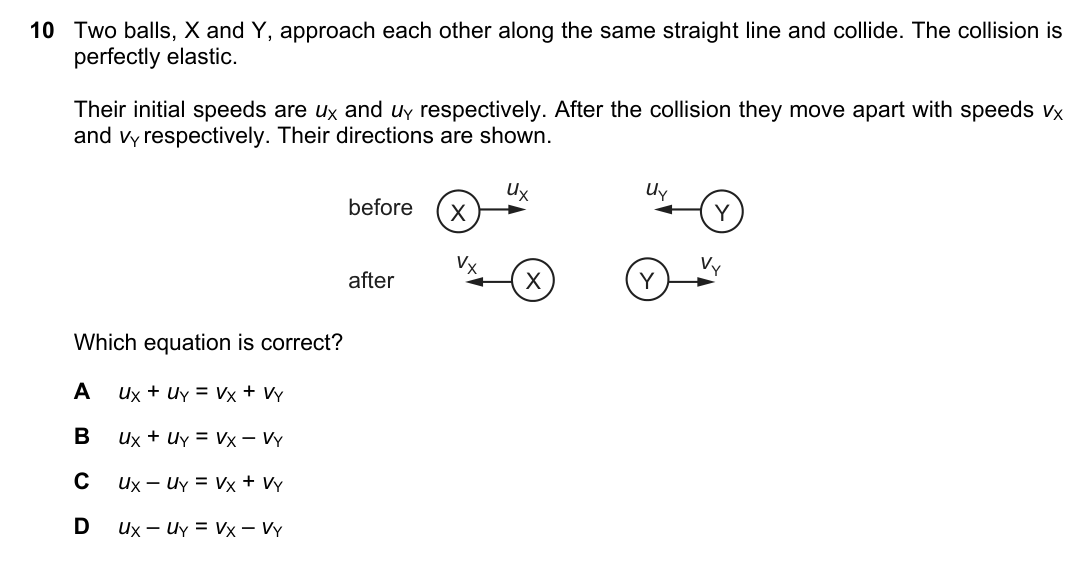 10 Two balls, X and Y, approach each other along the same straight line and collide. The collision is
perfectly elastic.
Their initial speeds are uX and uY respectively. After the collision they move apart with speeds vX
and vY respectively. Their directions are shown.
uX uY
before X Y
vX vY
after X Y
Which equation is correct?
A uX + uY = vX + vY
B uX + uY = vX – vY
C uX – uY = vX + vY
D uX – uY = vX – vY